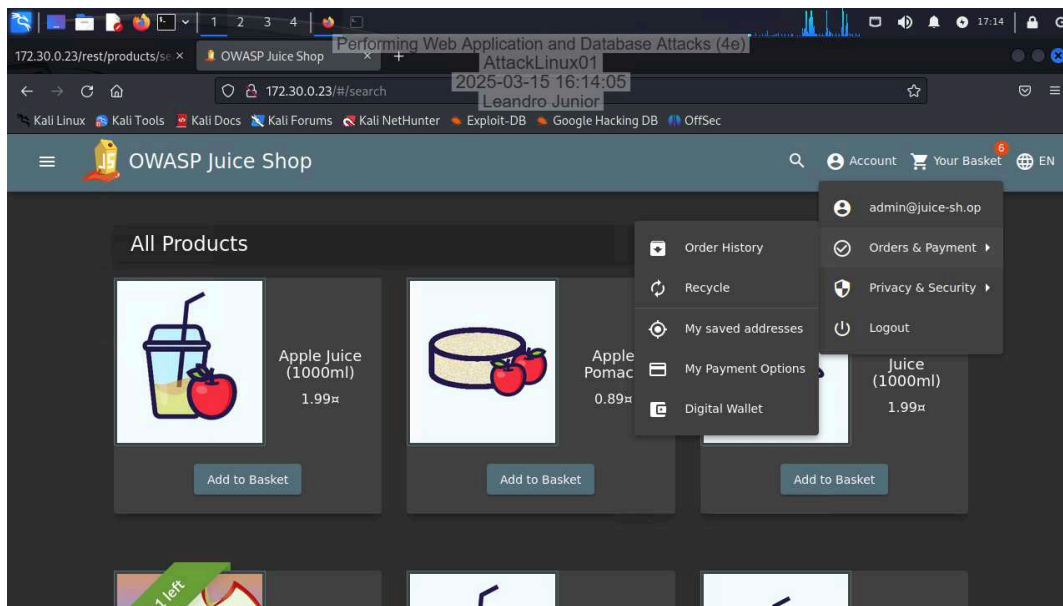 1 2 3 4
17:14
Performing Web Application and Database Attacks (4e)
AttackLinux01
2025-03-15 16:14:05
Leandro Junior
172.30.0.23/rest/products/se
OWASP Juice Shop
172.30.0.23/#/search
Kali Linux Kali Tools Kali Docs Kali Forums Kali NetHunter Exploit-DB Google Hacking DB OffSec
OWASP Juice Shop
Account Your Basket 6 EN
admin@juice-sh.op
Orders & Payment
Privacy & Security
Logout
Order History
Recycle
My saved addresses
My Payment Options
Digital Wallet
All Products
Apple Juice
(1000ml)
1.99¤
Add to Basket
Apple
Pomac
0.89¤
Add to Basket
Juice
(1000ml)
1.99¤
Add to Basket
1 left